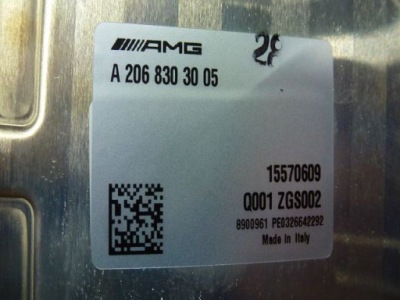 AMG 28
A 206 830 30 05
15570609
Q001 ZGS002
8900961 PE0326642292
Made in Italy